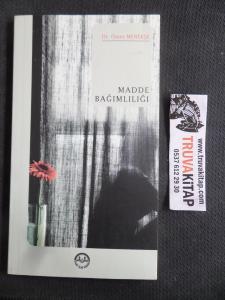 Dr. Ömer MENEKŞE
MADDE
BAĞIMLILIĞI
www.truvakitap.com
TRUVAKİTAP
0537 612 29 30